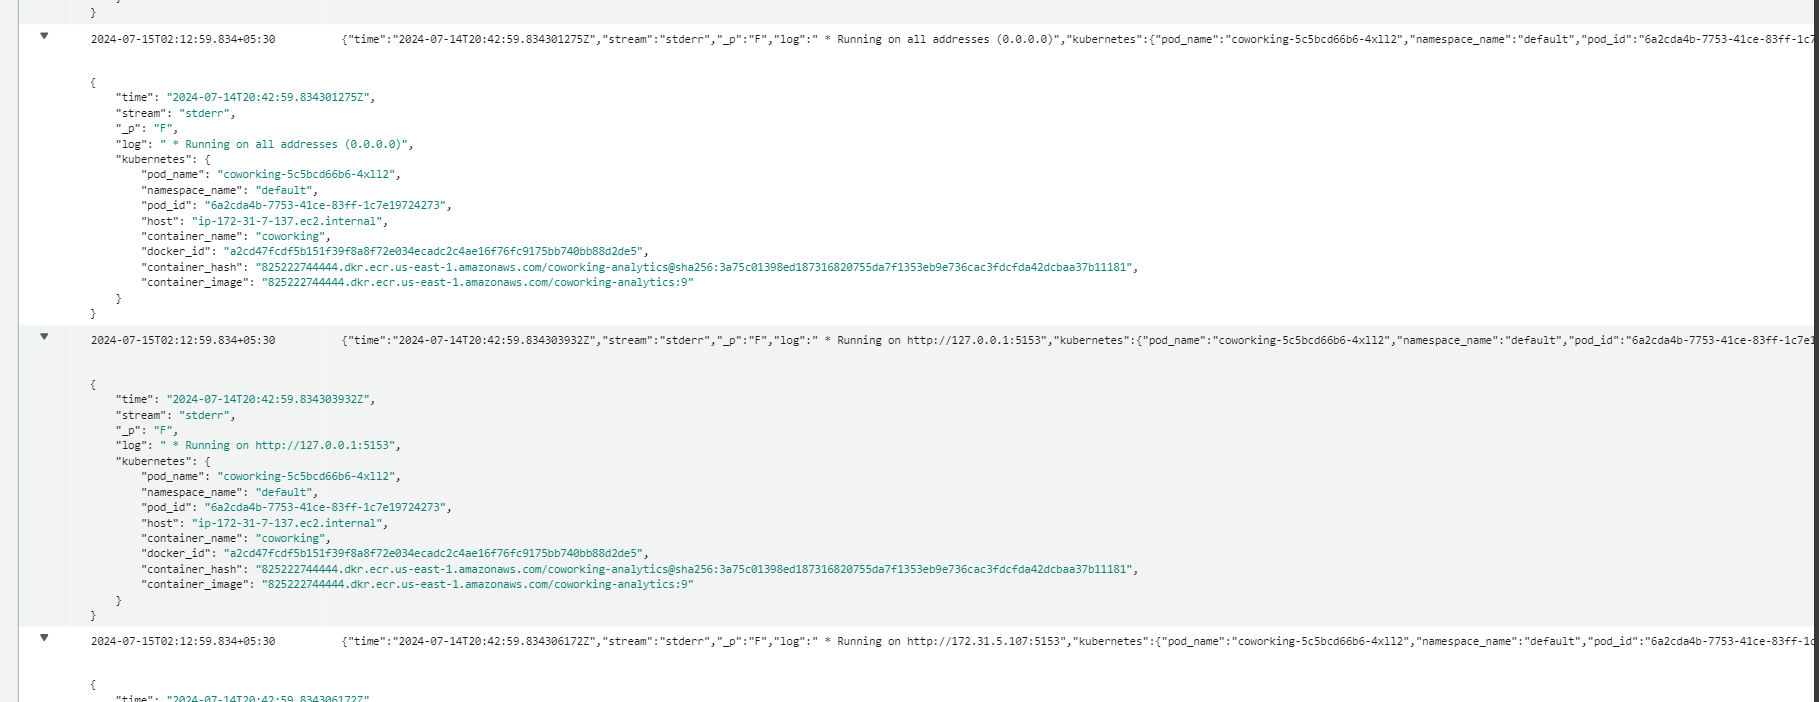 }
2024-07-15T02:12:59.834+05:30 {"time":"2024-07-14T20:42:59.834301275Z","stream":"stderr","_p":"F","log":" * Running on all addresses (0.0.0.0)","kubernetes":{"pod_name":"coworking-5c5bcd66b6-4xll2","namespace_name":"default","pod_id":"6a2cda4b-7753-41ce-83ff-1c7
{
"time": "2024-07-14T20:42:59.834301275Z",
"stream": "stderr",
"_p": "F",
"log": " * Running on all addresses (0.0.0.0)",
"kubernetes": {
"pod_name": "coworking-5c5bcd66b6-4xll2",
"namespace_name": "default",
"pod_id": "6a2cda4b-7753-41ce-83ff-1c7e19724273",
"host": "ip-172-31-7-137.ec2.internal",
"container_name": "coworking",
"docker_id": "a2cd47fcdf5b151f39f8a8f72e034ecadc2c4ae16f76fc9175bb740bb88d2de5",
"container_hash": "825222744444.dkr.ecr.us-east-1.amazonaws.com/coworking-analytics@sha256:3a75c01398ed187316820755da7f1353eb9e736cac3fdcfda42dcbaa37b11181",
"container_image": "825222744444.dkr.ecr.us-east-1.amazonaws.com/coworking-analytics:9"
}
}
2024-07-15T02:12:59.834+05:30 {"time":"2024-07-14T20:42:59.834303932Z","stream":"stderr","_p":"F","log":" * Running on http://127.0.0.1:5153","kubernetes":{"pod_name":"coworking-5c5bcd66b6-4xll2","namespace_name":"default","pod_id":"6a2cda4b-7753-41ce-83ff-1c7e1
{
"time": "2024-07-14T20:42:59.834303932Z",
"stream": "stderr",
"_p": "F",
"log": " * Running on http://127.0.0.1:5153",
"kubernetes": {
"pod_name": "coworking-5c5bcd66b6-4xll2",
"namespace_name": "default",
"pod_id": "6a2cda4b-7753-41ce-83ff-1c7e19724273",
"host": "ip-172-31-7-137.ec2.internal",
"container_name": "coworking",
"docker_id": "a2cd47fcdf5b151f39f8a8f72e034ecadc2c4ae16f76fc9175bb740bb88d2de5",
"container_hash": "825222744444.dkr.ecr.us-east-1.amazonaws.com/coworking-analytics@sha256:3a75c01398ed187316820755da7f1353eb9e736cac3fdcfda42dcbaa37b11181",
"container_image": "825222744444.dkr.ecr.us-east-1.amazonaws.com/coworking-analytics:9"
}
}
2024-07-15T02:12:59.834+05:30 {"time":"2024-07-14T20:42:59.834306172Z","stream":"stderr","_p":"F","log":" * Running on http://172.31.5.107:5153","kubernetes":{"pod_name":"coworking-5c5bcd66b6-4xll2","namespace_name":"default","pod_id":"6a2cda4b-7753-41ce-83ff-1c
{
"time": "2024-07-14T20:42:59.834306172Z"